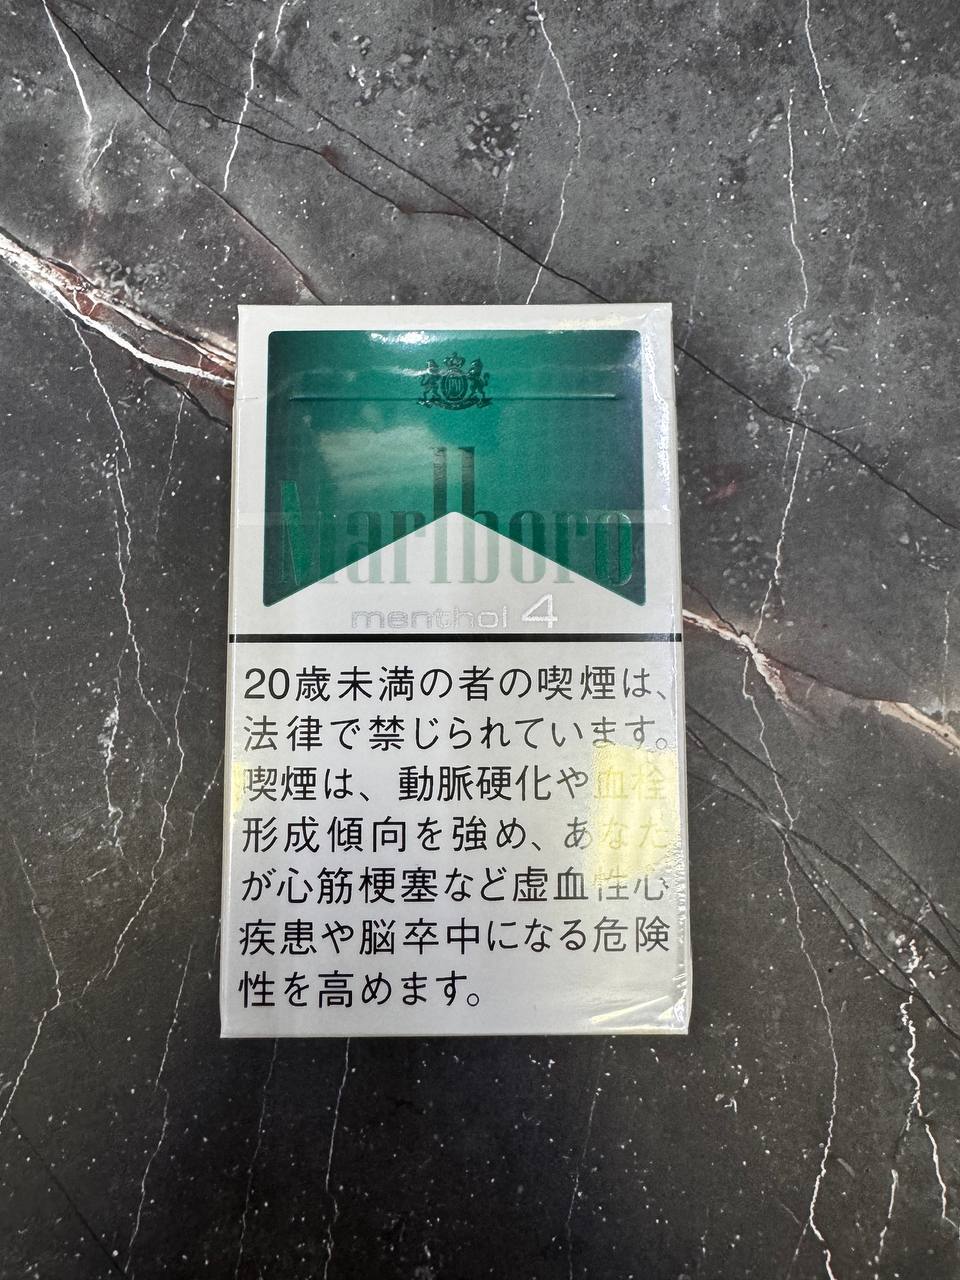 PM
Marlboro
menthol 4
20歳未満の者の喫煙は、
法律で禁じられています。
喫煙は、動脈硬化や血栓
形成傾向を強め、あなた
が心筋梗塞など虚血性心
疾患や脳卒中になる危険
性を高めます。